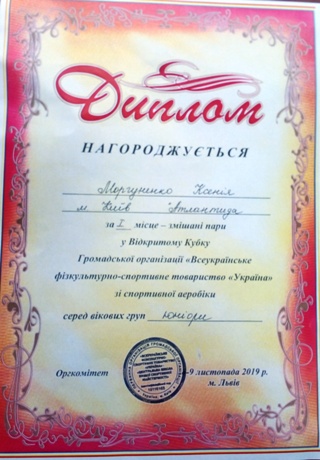 Диплом
НАГОРОДЖУЄТЬСЯ
Моргуненко Ксенія
м. Київ "Атлантида"
за I місце – змішані пари
у Відкритому Кубку
Громадської організації «Всеукраїнське
фізкультурно-спортивне товариство «Україна»
зі спортивної аеробіки
серед вікових груп юніори
Оргкомітет
-9 листопада 2019 р.
м. Львів